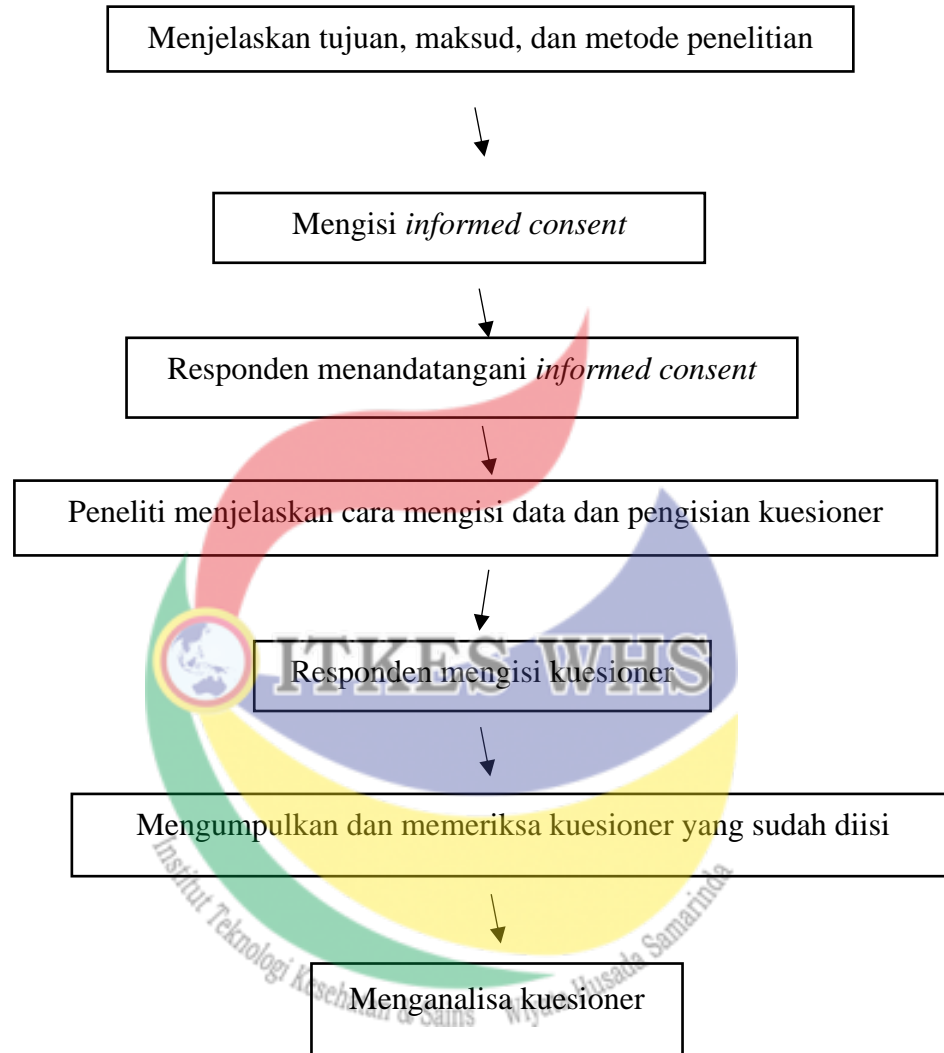 Menjelaskan tujuan, maksud, dan metode penelitian
Mengisi informed consent
Responden menandatangani informed consent
Peneliti menjelaskan cara mengisi data dan pengisian kuesioner
ITKES WHS
Responden mengisi kuesioner
Mengumpulkan dan memeriksa kuesioner yang sudah diisi
Institut Teknologi Kesehatan & Sains Wiyata Husada Samarinda
Menganalisa kuesioner